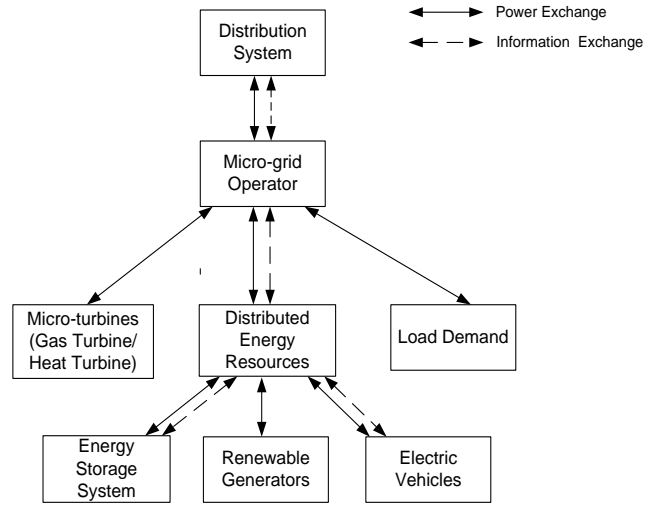 Power Exchange
Information Exchange
Distribution
System
Micro-grid
Operator
Micro-turbines
(Gas Turbine/
Heat Turbine)
Distributed
Energy
Resources
Load Demand
Energy
Storage
System
Renewable
Generators
Electric
Vehicles